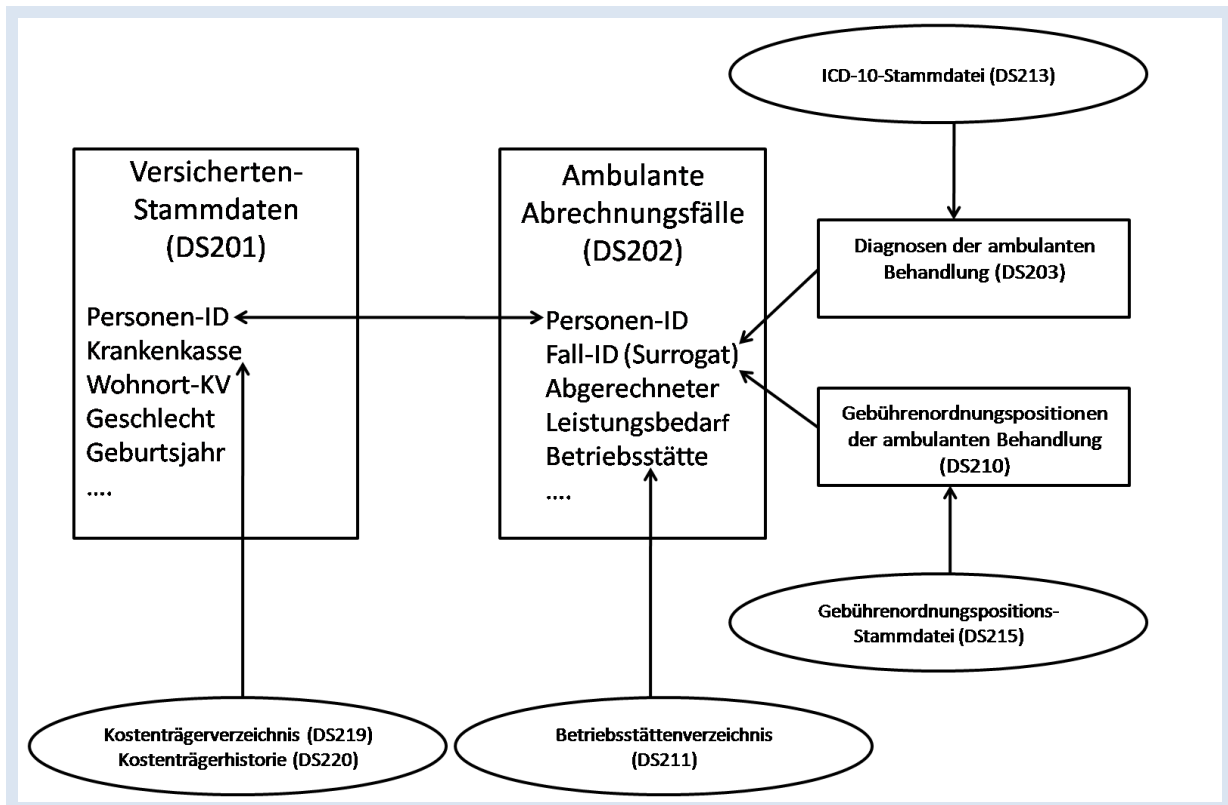 ICD-10-Stammdatei (DS213)
Versicherten-
Stammdaten
(DS201)
Personen-ID
Krankenkasse
Wohnort-KV
Geschlecht
Geburtsjahr
....
Ambulante
Abrechnungsfälle
(DS202)
Personen-ID
Fall-ID (Surrogat)
Abgerechneter
Leistungsbedarf
Betriebsstätte
....
Diagnosen der ambulanten
Behandlung (DS203)
Gebührenordnungspositionen
der ambulanten Behandlung
(DS210)
Gebührenordnungspositions-
Stammdatei (DS215)
Kostenträgerverzeichnis (DS219)
Kostenträgerhistorie (DS220)
Betriebsstättenverzeichnis
(DS211)